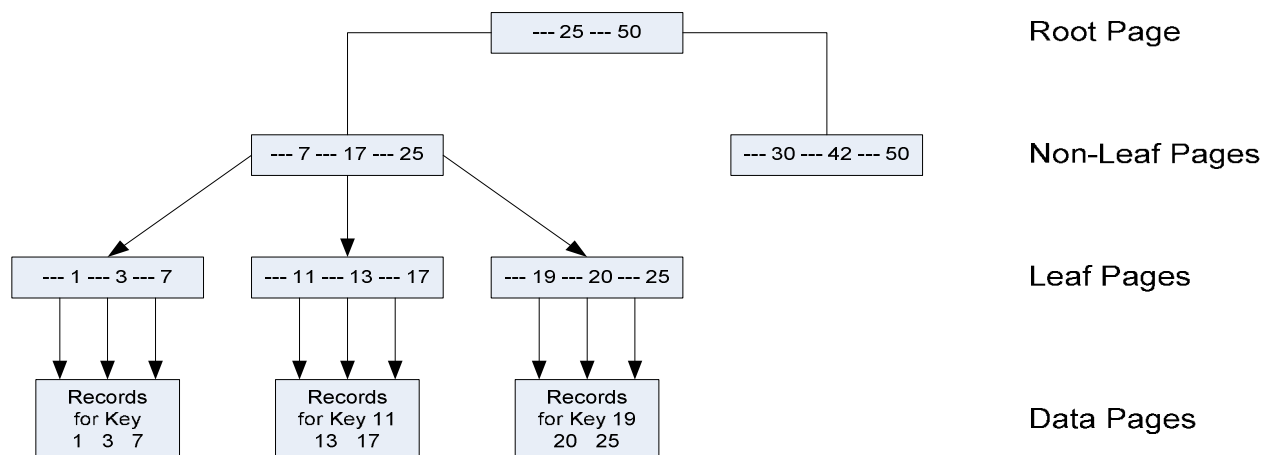 --- 25 --- 50
Root Page
--- 7 --- 17 --- 25
--- 30 --- 42 --- 50
Non-Leaf Pages
--- 1 --- 3 --- 7
--- 11 --- 13 --- 17
--- 19 --- 20 --- 25
Leaf Pages
Records
for Key
1 3 7
Records
for Key 11
13 17
Records
for Key 19
20 25
Data Pages